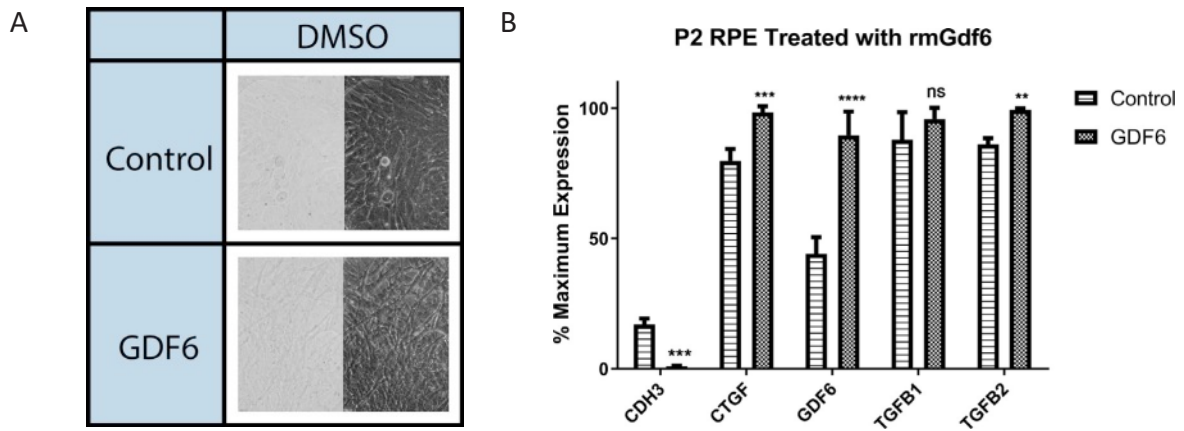 A
DMSO
Control
GDF6
B
P2 RPE Treated with rmGdf6
% Maximum Expression
100
50
0
***
***
****
ns
**
CDH3
CTGF
GDF6
TGFB1
TGFB2
Control
GDF6